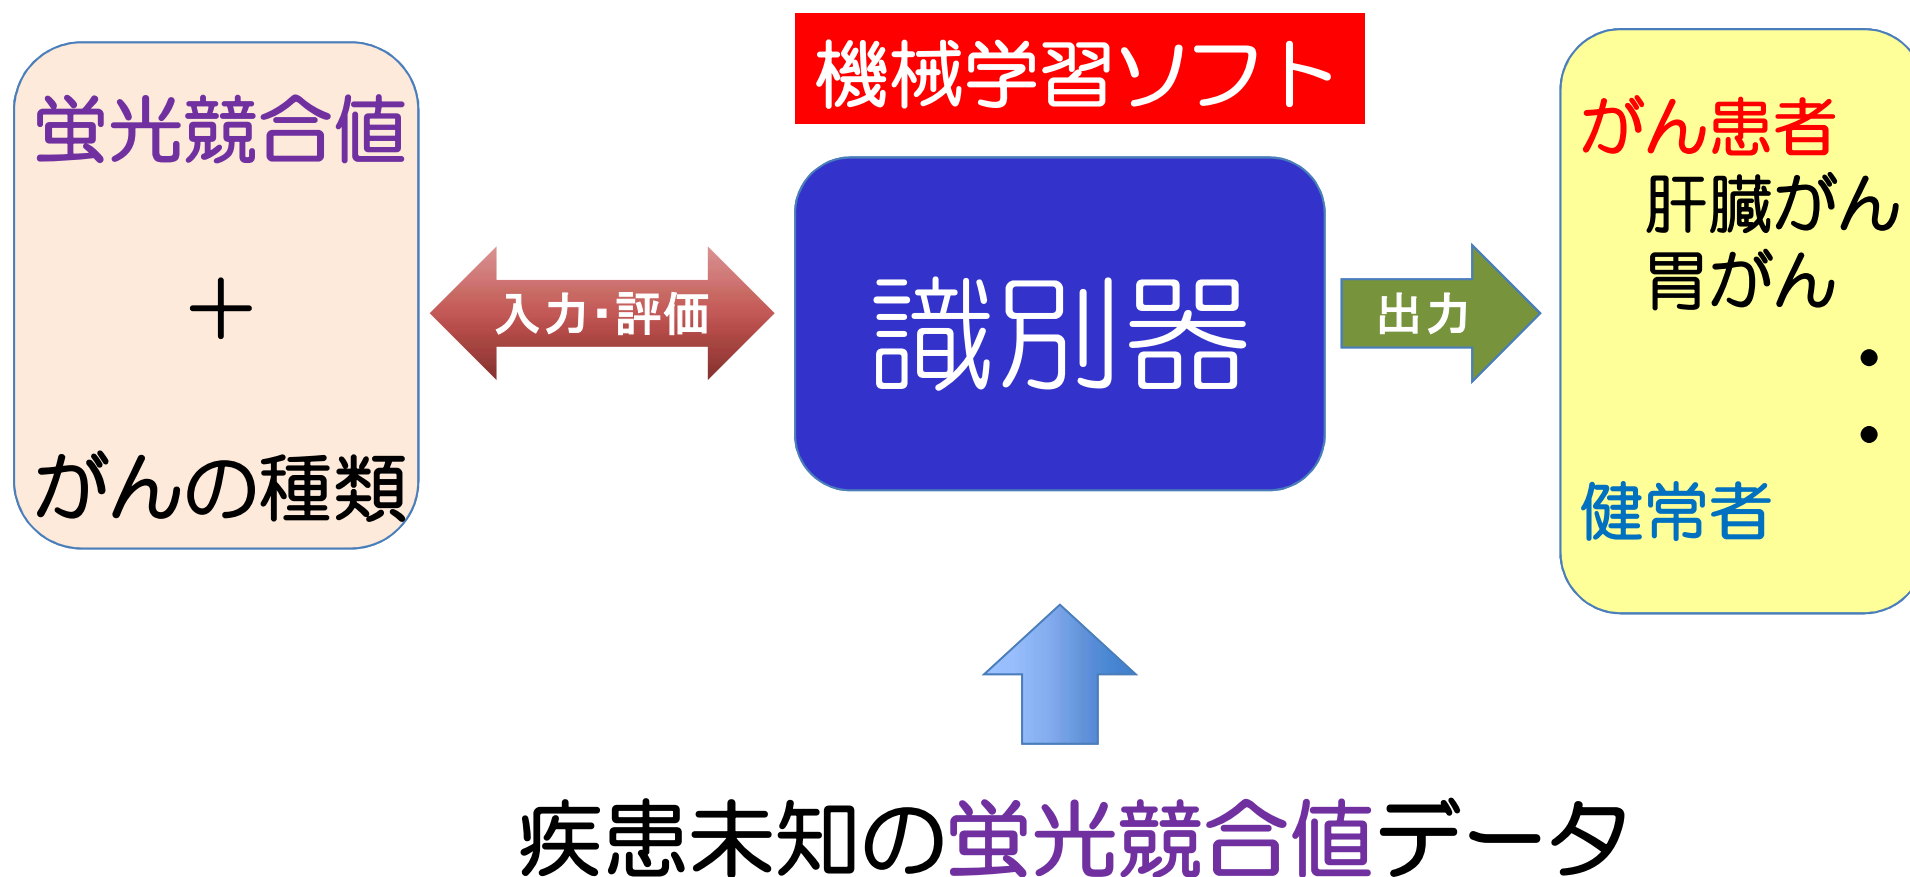 機械学習ソフト
蛍光競合値
+
がんの種類
入力・評価
識別器
出力
がん患者
肝臓がん
胃がん
・
・
健常者
疾患未知の蛍光競合値データ